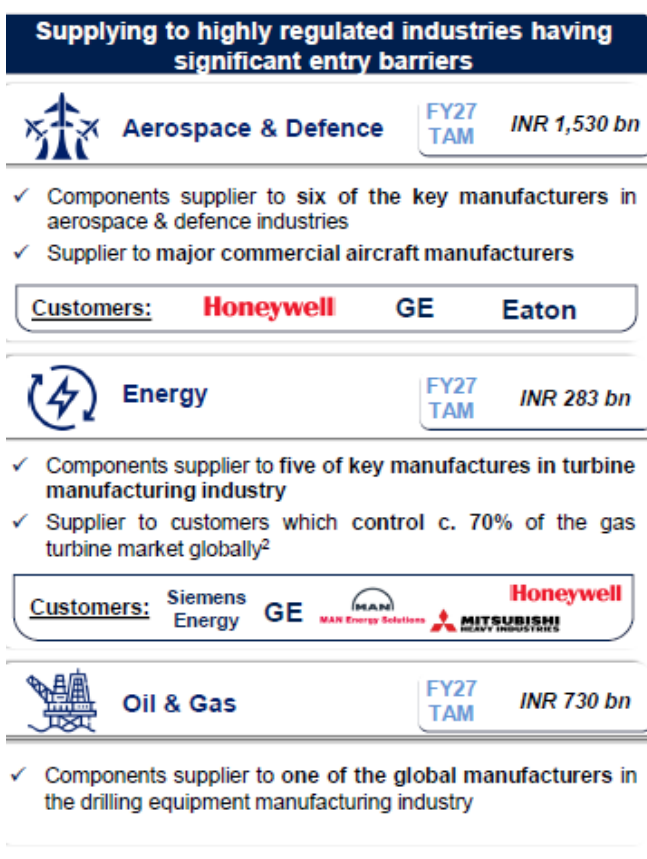 Supplying to highly regulated industries having
significant entry barriers
Aerospace & Defence
FY27
TAM
INR 1,530 bn
✓ Components supplier to six of the key manufacturers in
aerospace & defence industries
✓ Supplier to major commercial aircraft manufacturers
Customers: Honeywell GE Eaton
Energy
FY27
TAM
INR 283 bn
✓ Components supplier to five of key manufactures in turbine
manufacturing industry
✓ Supplier to customers which control c. 70% of the gas
turbine market globally²
Customers:
Siemens
Energy
GE
MAN
MAN Energy Solutions
Honeywell
MITSUBISHI
HEAVY INDUSTRIES
Oil & Gas
FY27
TAM
INR 730 bn
✓ Components supplier to one of the global manufacturers in
the drilling equipment manufacturing industry